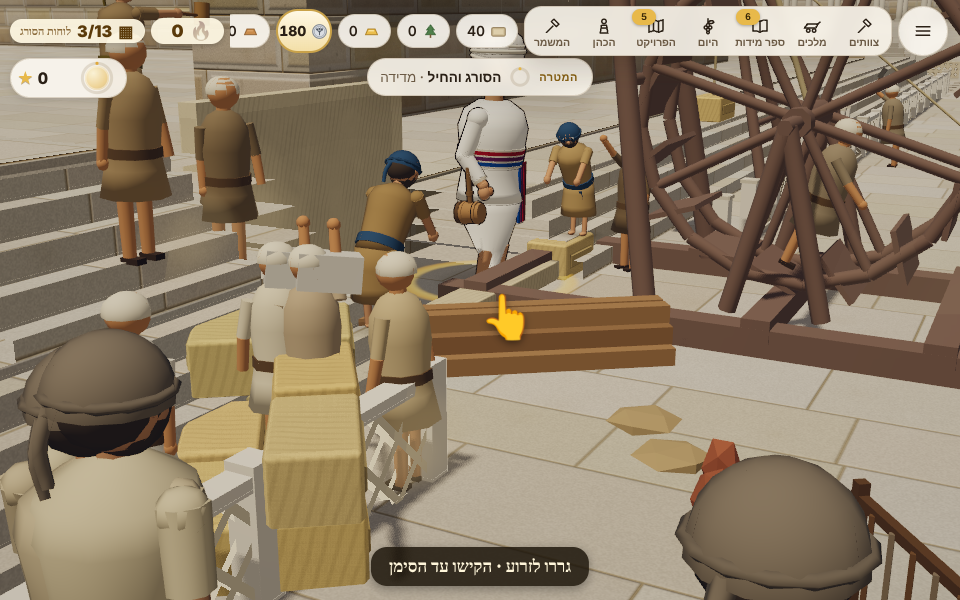 צוותים
מלכים
ספר מידות
6
היום
הפרויקט
5
הכהן
המשמר
40
0
0
180
0
0
3/13 לוחות הסורג
המטרה הסורג והחיל · מדידה
0
גררו לזרוע · הקישו עד הסימן